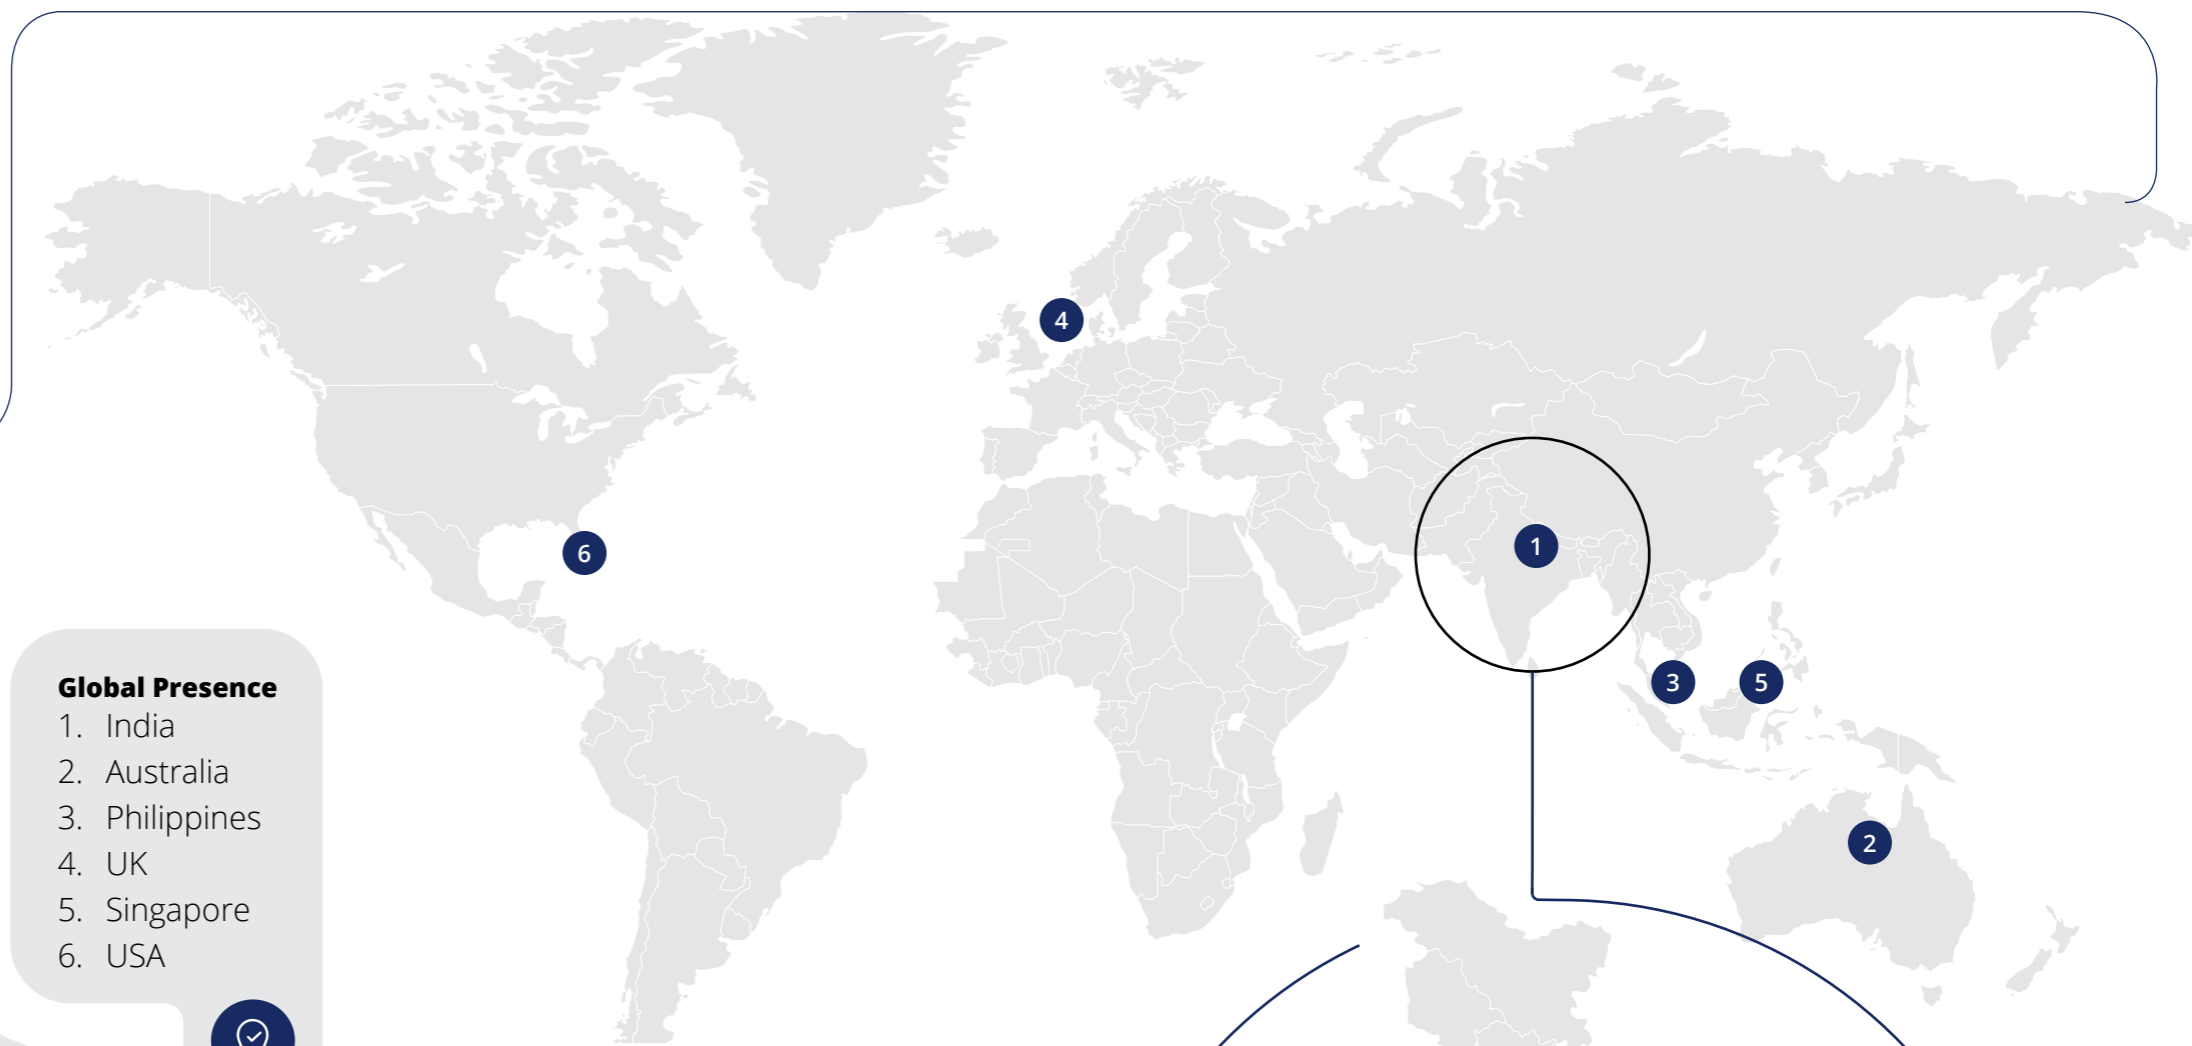 4
6
1
3
5
2
Global Presence
1. India
2. Australia
3. Philippines
4. UK
5. Singapore
6. USA